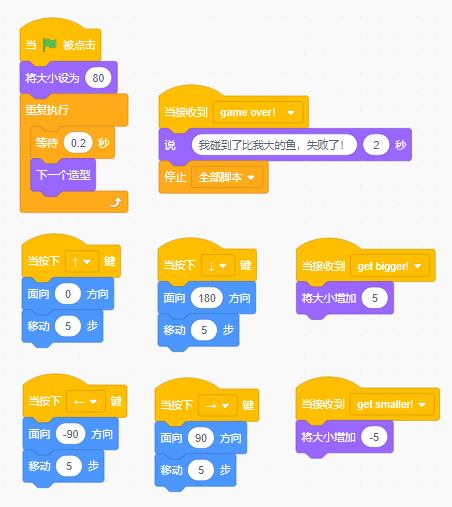 当 被点击
将大小设为 80
重复执行
等待 0.2 秒
下一个造型
当接收到 game over!
说 我碰到了比我大的鱼，失败了！ 2 秒
停止 全部脚本
当按下 ↑ 键
面向 0 方向
移动 5 步
当按下 ↓ 键
面向 180 方向
移动 5 步
当接收到 get bigger!
将大小增加 5
当按下 ← 键
面向 -90 方向
移动 5 步
当按下 → 键
面向 90 方向
移动 5 步
当接收到 get smaller!
将大小增加 -5